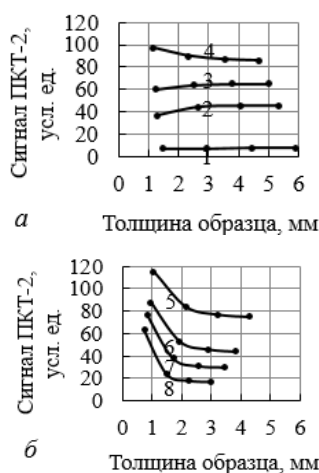 Сигнал ПКТ-2,
усл. ед.
120
100
80
60
40
20
0
4
3
2
1
0 1 2 3 4 5 6
а
Толщина образца, мм
Сигнал ПКТ-2,
усл. ед.
120
100
80
60
40
20
0
5
6
7
8
0 1 2 3 4 5 6
б
Толщина образца, мм